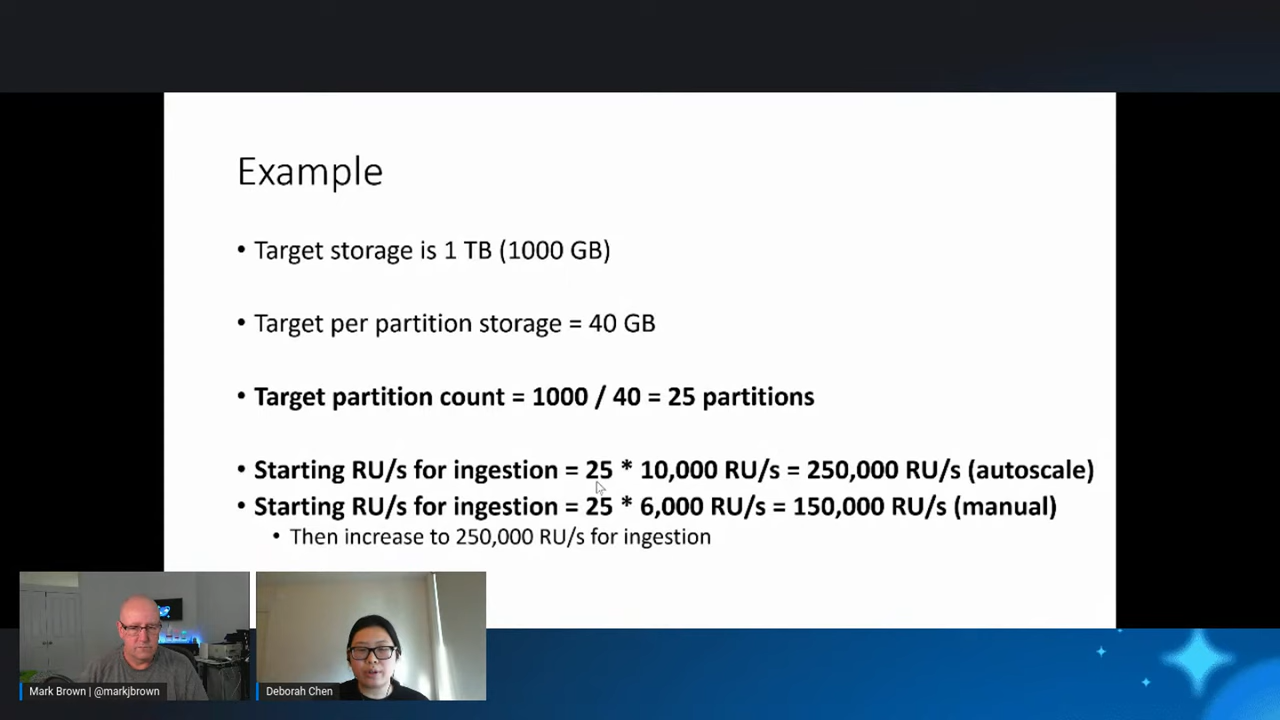 Example
• Target storage is 1 TB (1000 GB)
• Target per partition storage = 40 GB
• Target partition count = 1000 / 40 = 25 partitions
• Starting RU/s for ingestion = 25 * 10,000 RU/s = 250,000 RU/s (autoscale)
• Starting RU/s for ingestion = 25 * 6,000 RU/s = 150,000 RU/s (manual)
• Then increase to 250,000 RU/s for ingestion
Mark Brown | @markjbrown
Deborah Chen